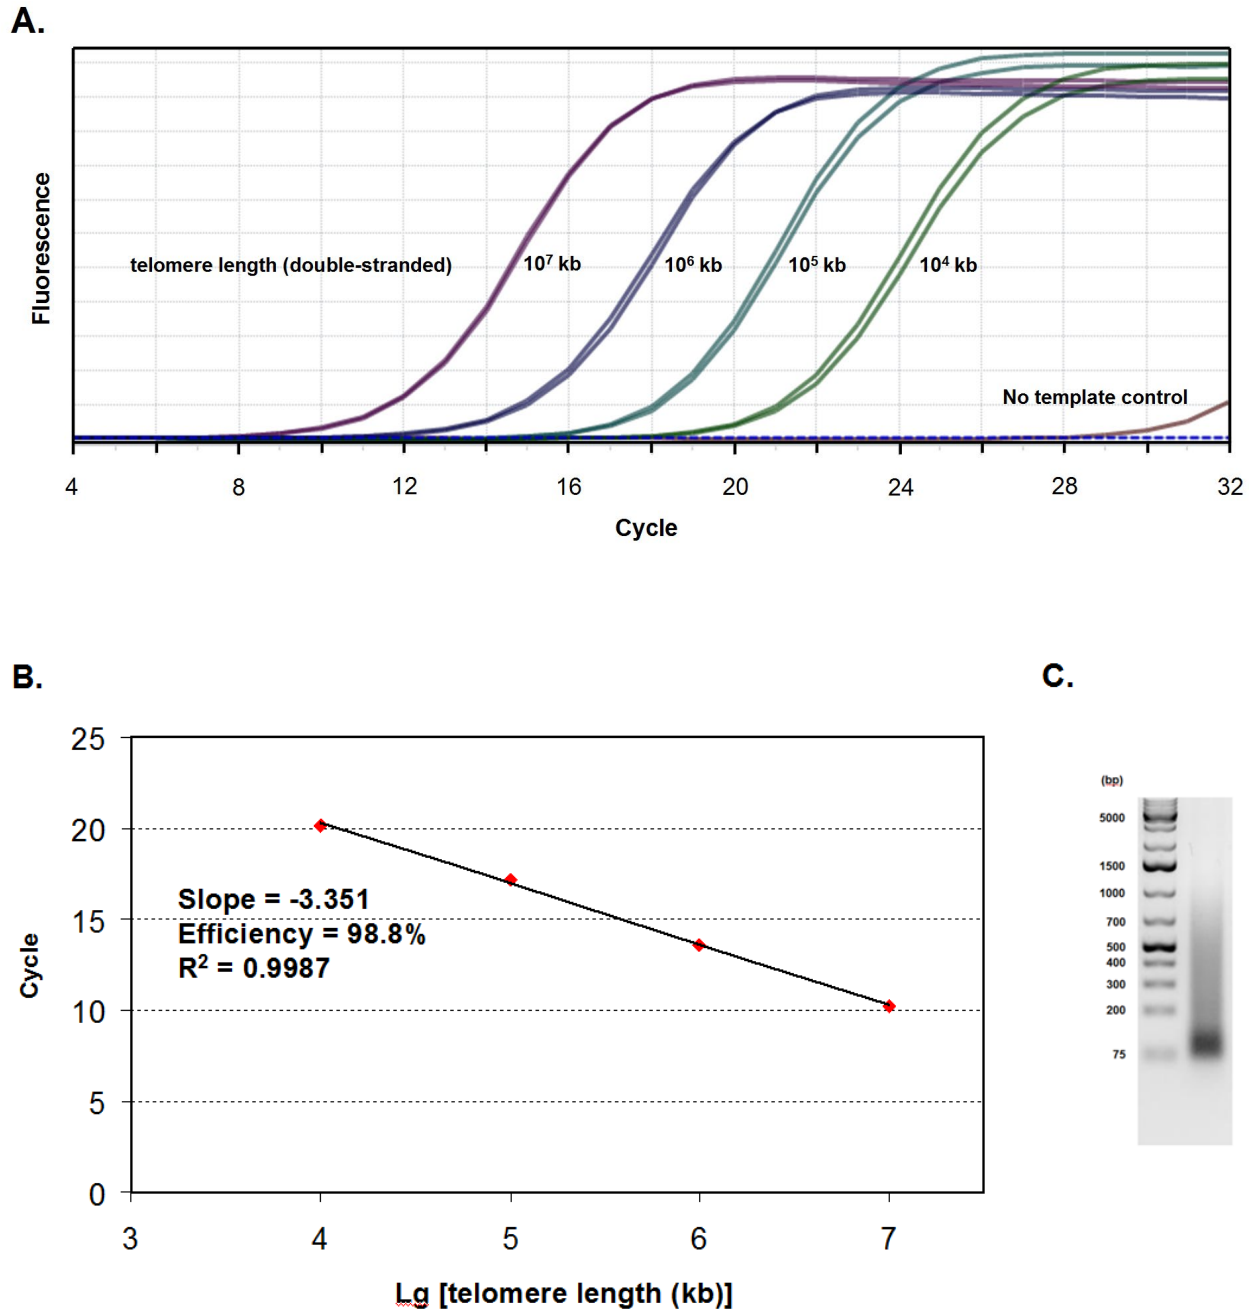 A.
Fluorescence
telomere length (double-stranded)
10⁷ kb
10⁶ kb
10⁵ kb
10⁴ kb
No template control
4 8 12 16 20 24 28 32
Cycle
B.
25
20
15
10
5
0
Cycle
Slope = -3.351
Efficiency = 98.8%
R² = 0.9987
3 4 5 6 7
Lg [telomere length (kb)]
C.
(bp)
5000
1500
1000
700
500
400
300
200
75